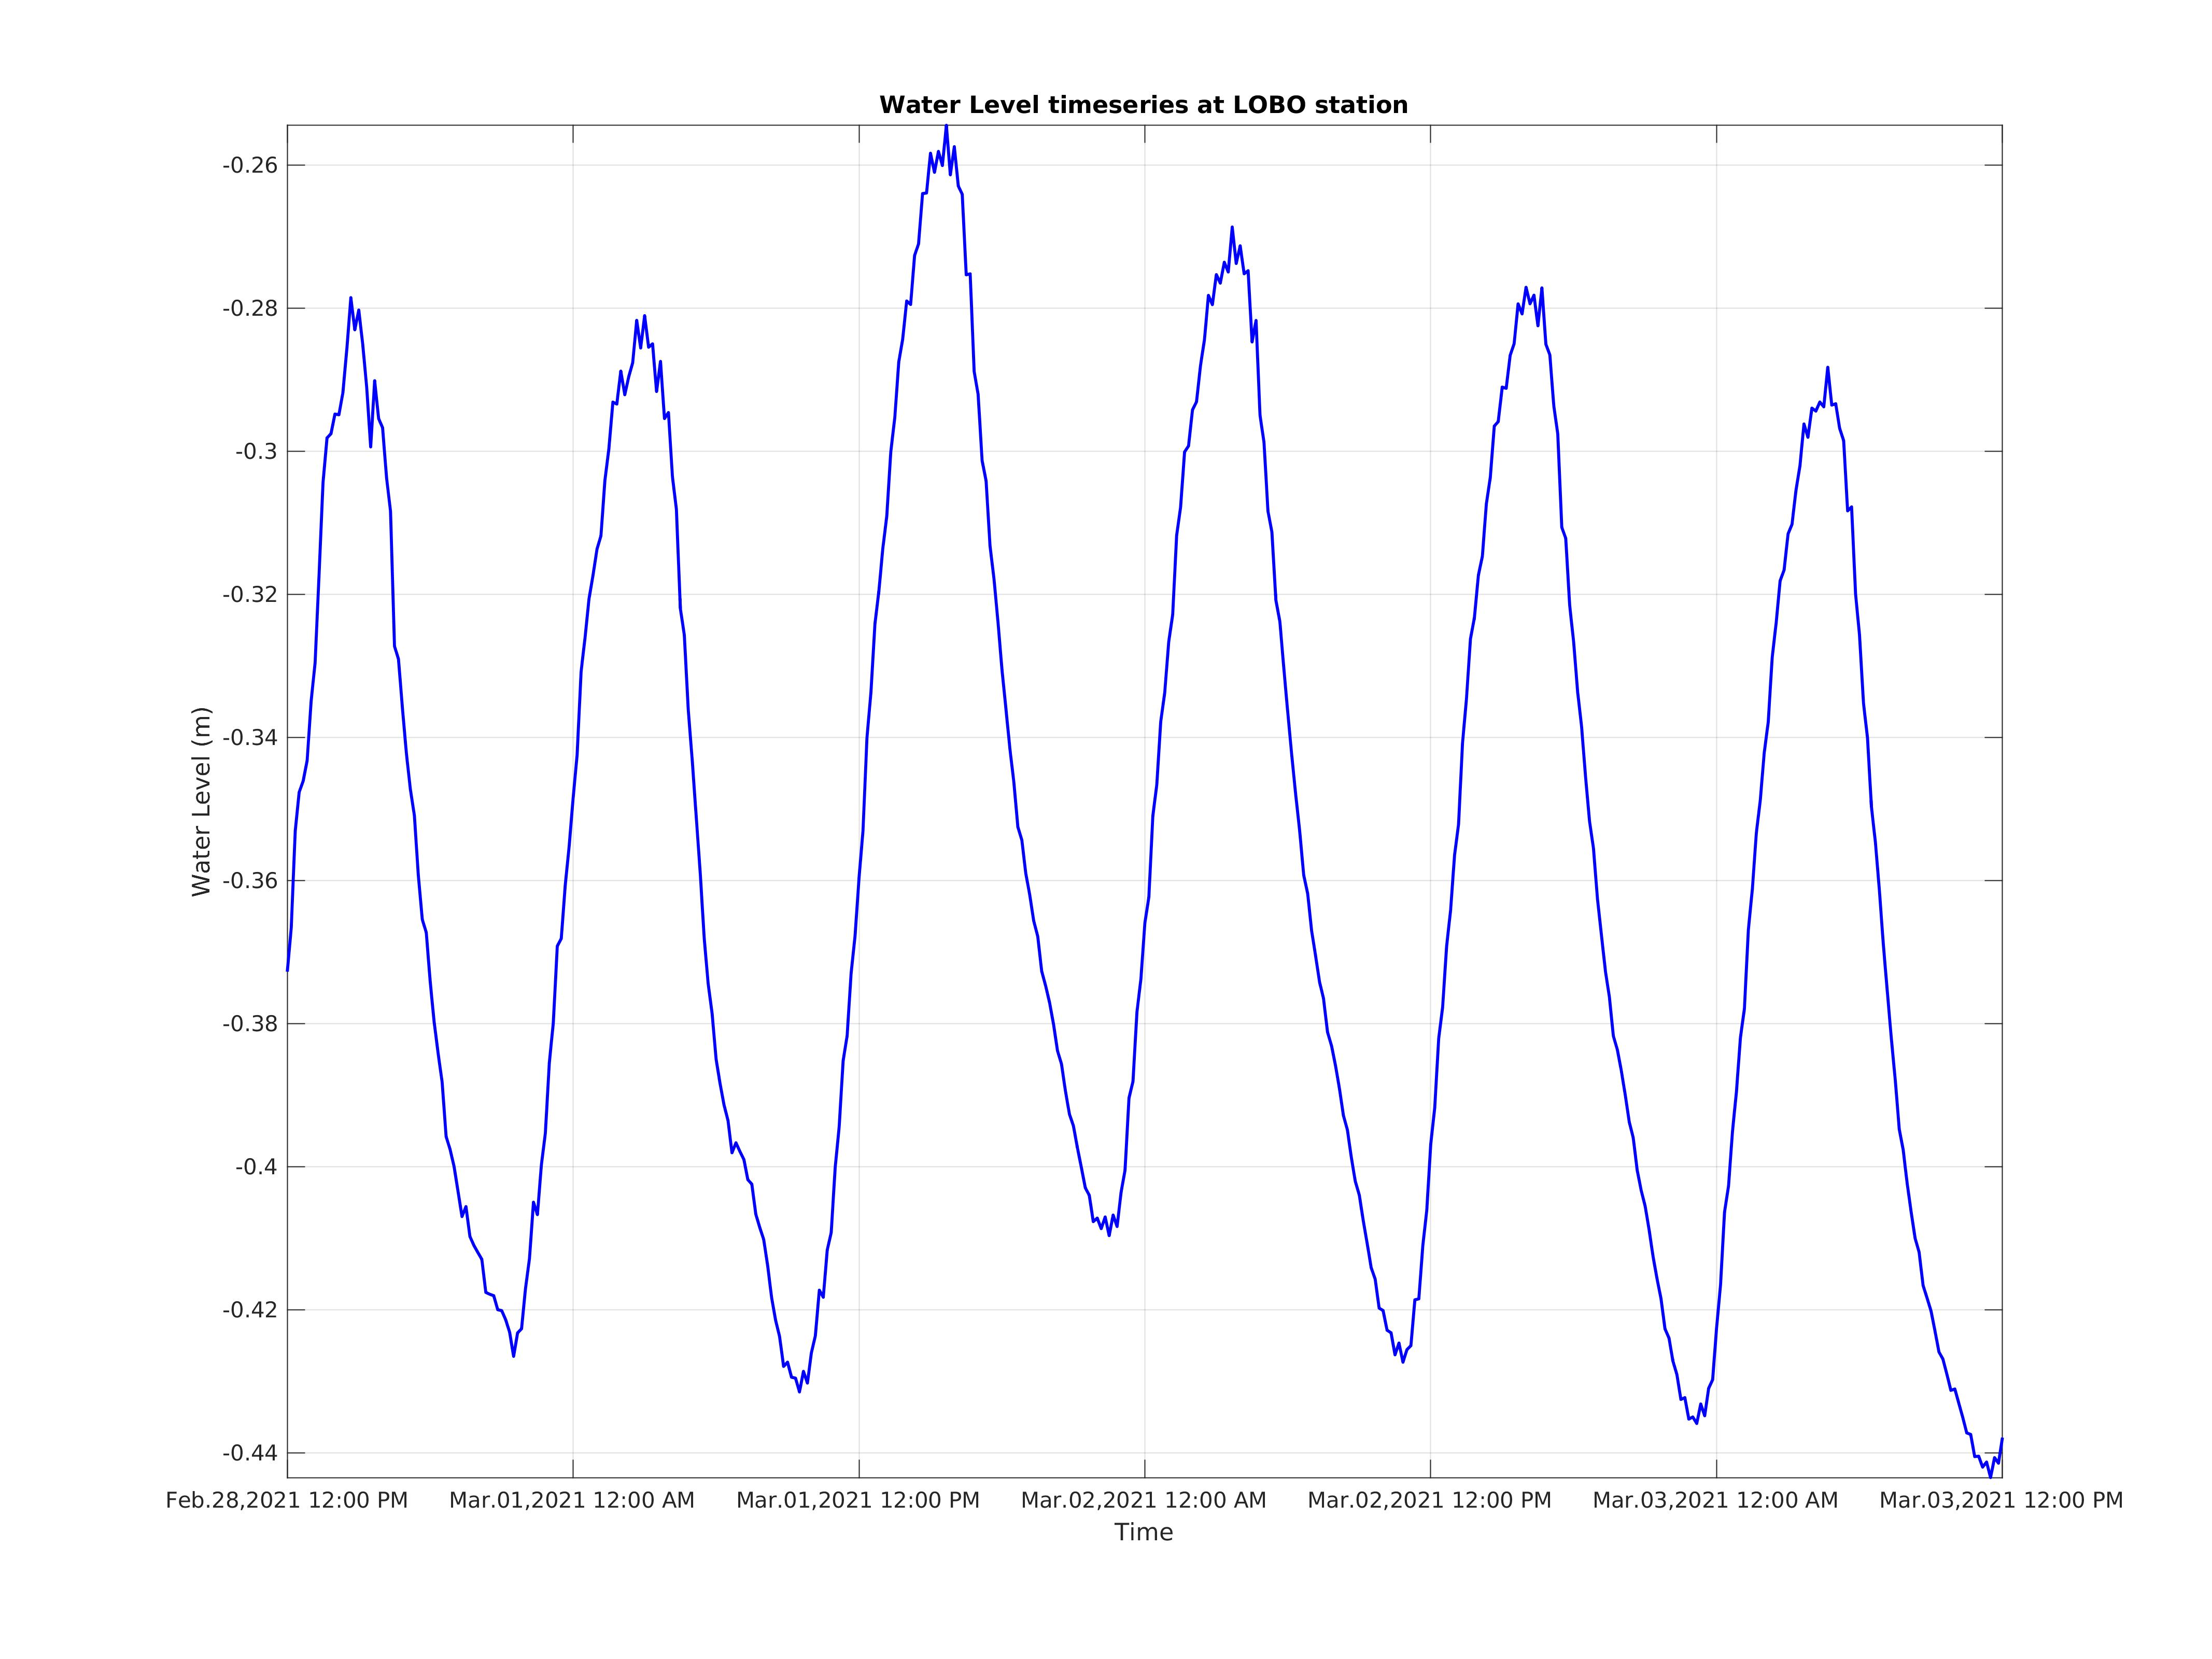 Water Level timeseries at LOBO station
-0.26
-0.28
-0.3
-0.32
-0.34
-0.36
-0.38
-0.4
-0.42
-0.44
Water Level (m)
Feb.28,2021 12:00 PM Mar.01,2021 12:00 AM Mar.01,2021 12:00 PM Mar.02,2021 12:00 AM Mar.02,2021 12:00 PM Mar.03,2021 12:00 AM Mar.03,2021 12:00 PM
Time